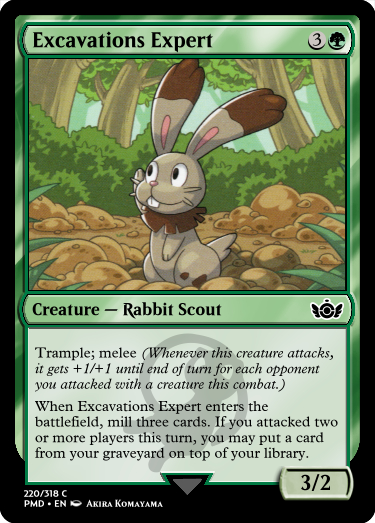 Excavations Expert 3
Creature — Rabbit Scout
Trample; melee (Whenever this creature attacks,
it gets +1/+1 until end of turn for each opponent
you attacked with a creature this combat.)
When Excavations Expert enters the
battlefield, mill three cards. If you attacked two
or more players this turn, you may put a card
from your graveyard on top of your library.
3/2
220/318 C
PMD • EN Akira Komayama